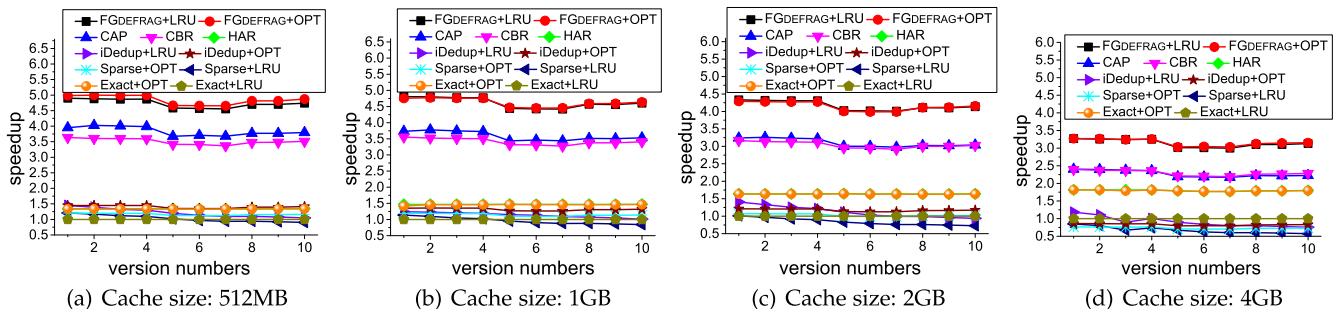 FGDEFRAG+LRU FGDEFRAG+OPT
CAP CBR HAR
iDedup+LRU iDedup+OPT
Sparse+OPT Sparse+LRU
Exact+OPT Exact+LRU
speedup
6.5
6.0
5.5
5.0
4.5
4.0
3.5
3.0
2.5
2.0
1.5
1.0
0.5
2 4 6 8 10
version numbers
(a) Cache size: 512MB
FGDEFRAG+LRU FGDEFRAG+OPT
CAP CBR HAR
iDedup+LRU iDedup+OPT
Sparse+OPT Sparse+LRU
Exact+OPT Exact+LRU
speedup
6.5
6.0
5.5
5.0
4.5
4.0
3.5
3.0
2.5
2.0
1.5
1.0
0.5
2 4 6 8 10
version numbers
(b) Cache size: 1GB
FGDEFRAG+LRU FGDEFRAG+OPT
CAP CBR HAR
iDedup+LRU iDedup+OPT
Sparse+OPT Sparse+LRU
Exact+OPT Exact+LRU
speedup
6.0
5.5
5.0
4.5
4.0
3.5
3.0
2.5
2.0
1.5
1.0
0.5
2 4 6 8 10
version numbers
(c) Cache size: 2GB
FGDEFRAG+LRU FGDEFRAG+OPT
CAP CBR HAR
iDedup+LRU iDedup+OPT
Sparse+OPT Sparse+LRU
Exact+OPT Exact+LRU
speedup
6.0
5.5
5.0
4.5
4.0
3.5
3.0
2.5
2.0
1.5
1.0
0.5
2 4 6 8 10
version numbers
(d) Cache size: 4GB